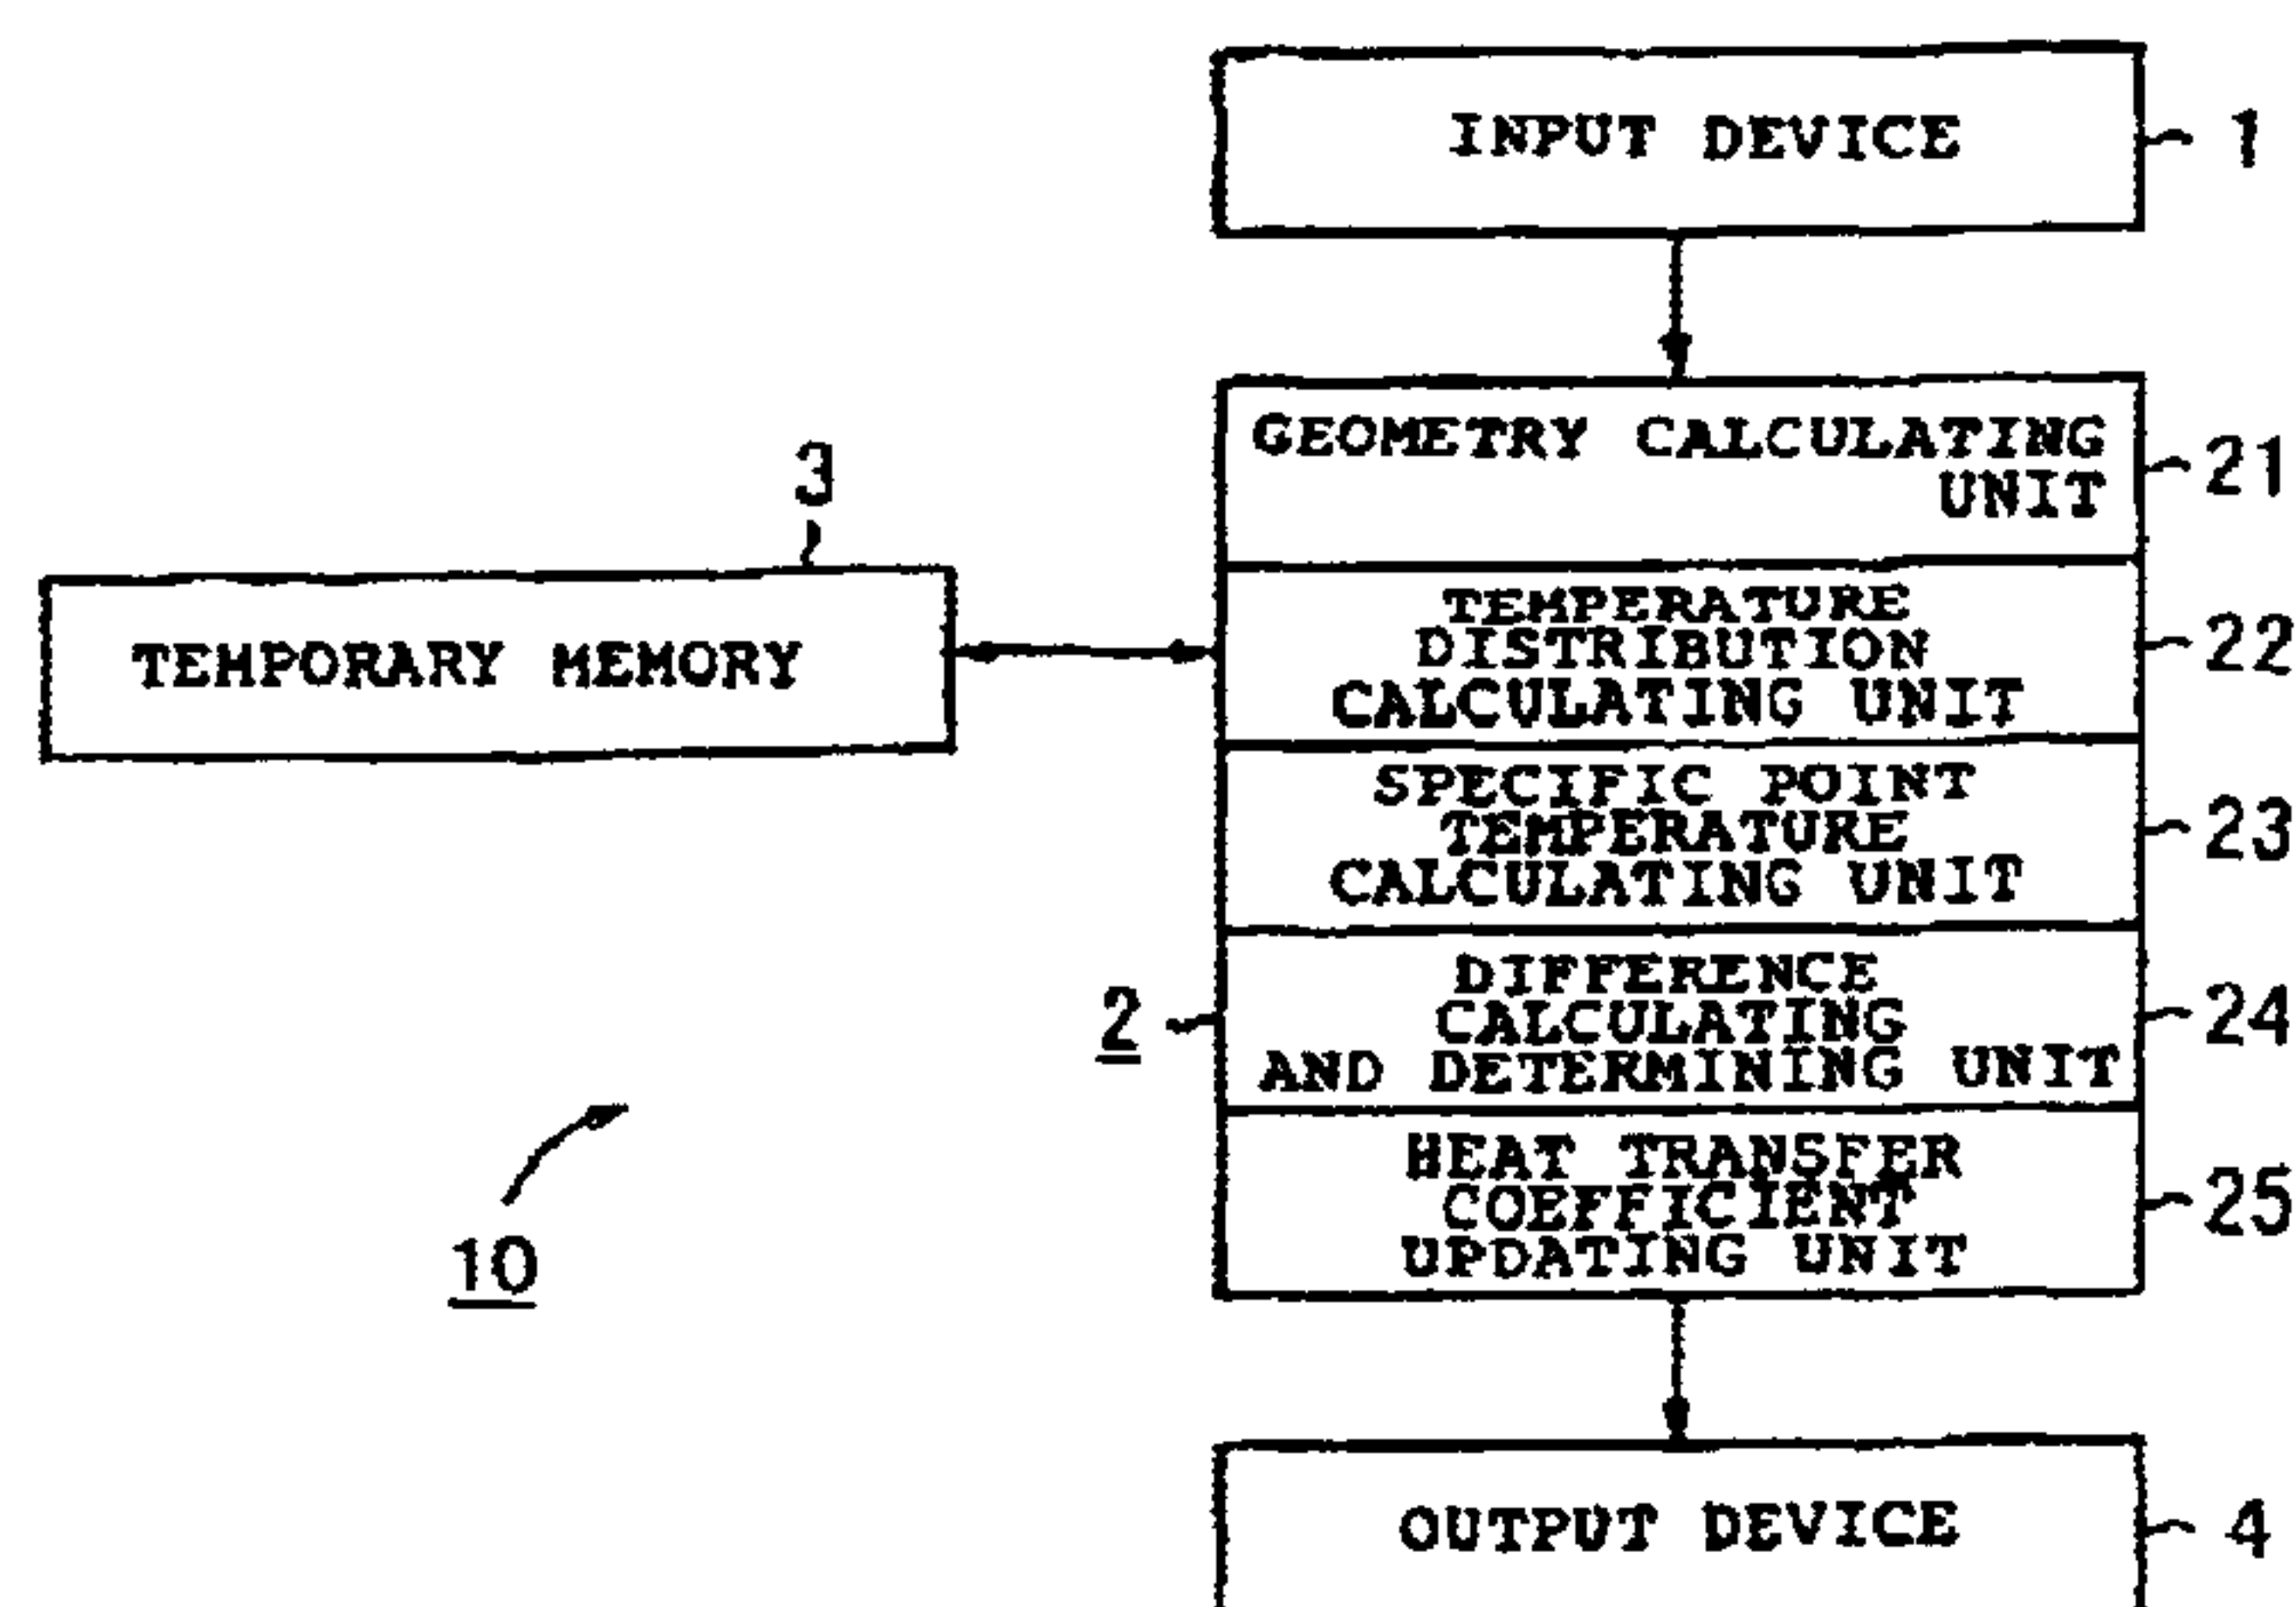 INPUT DEVICE
1
GEOMETRY CALCULATING
UNIT
21
3
TEMPORARY MEMORY
TEMPERATURE
DISTRIBUTION
CALCULATING UNIT
22
SPECIFIC POINT
TEMPERATURE
CALCULATING UNIT
23
2
DIFFERENCE
CALCULATING
AND DETERMINING UNIT
24
10
HEAT TRANSFER
COEFFICIENT
UPDATING UNIT
25
OUTPUT DEVICE
4